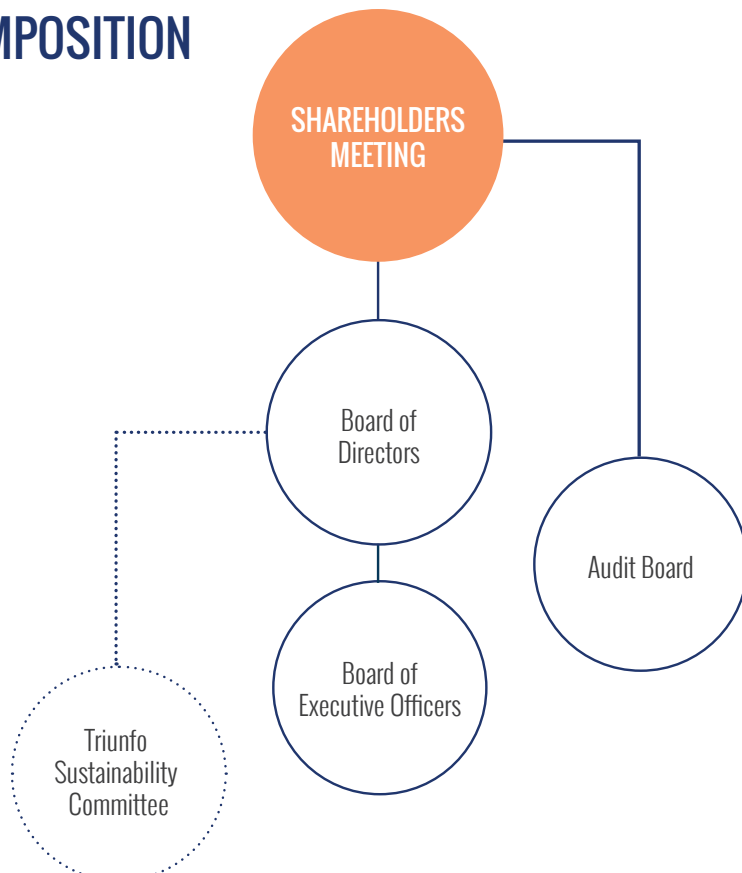 MPOSITION
SHAREHOLDERS
MEETING
Board of
Directors
Audit Board
Board of
Executive Officers
Triunfo
Sustainability
Committee